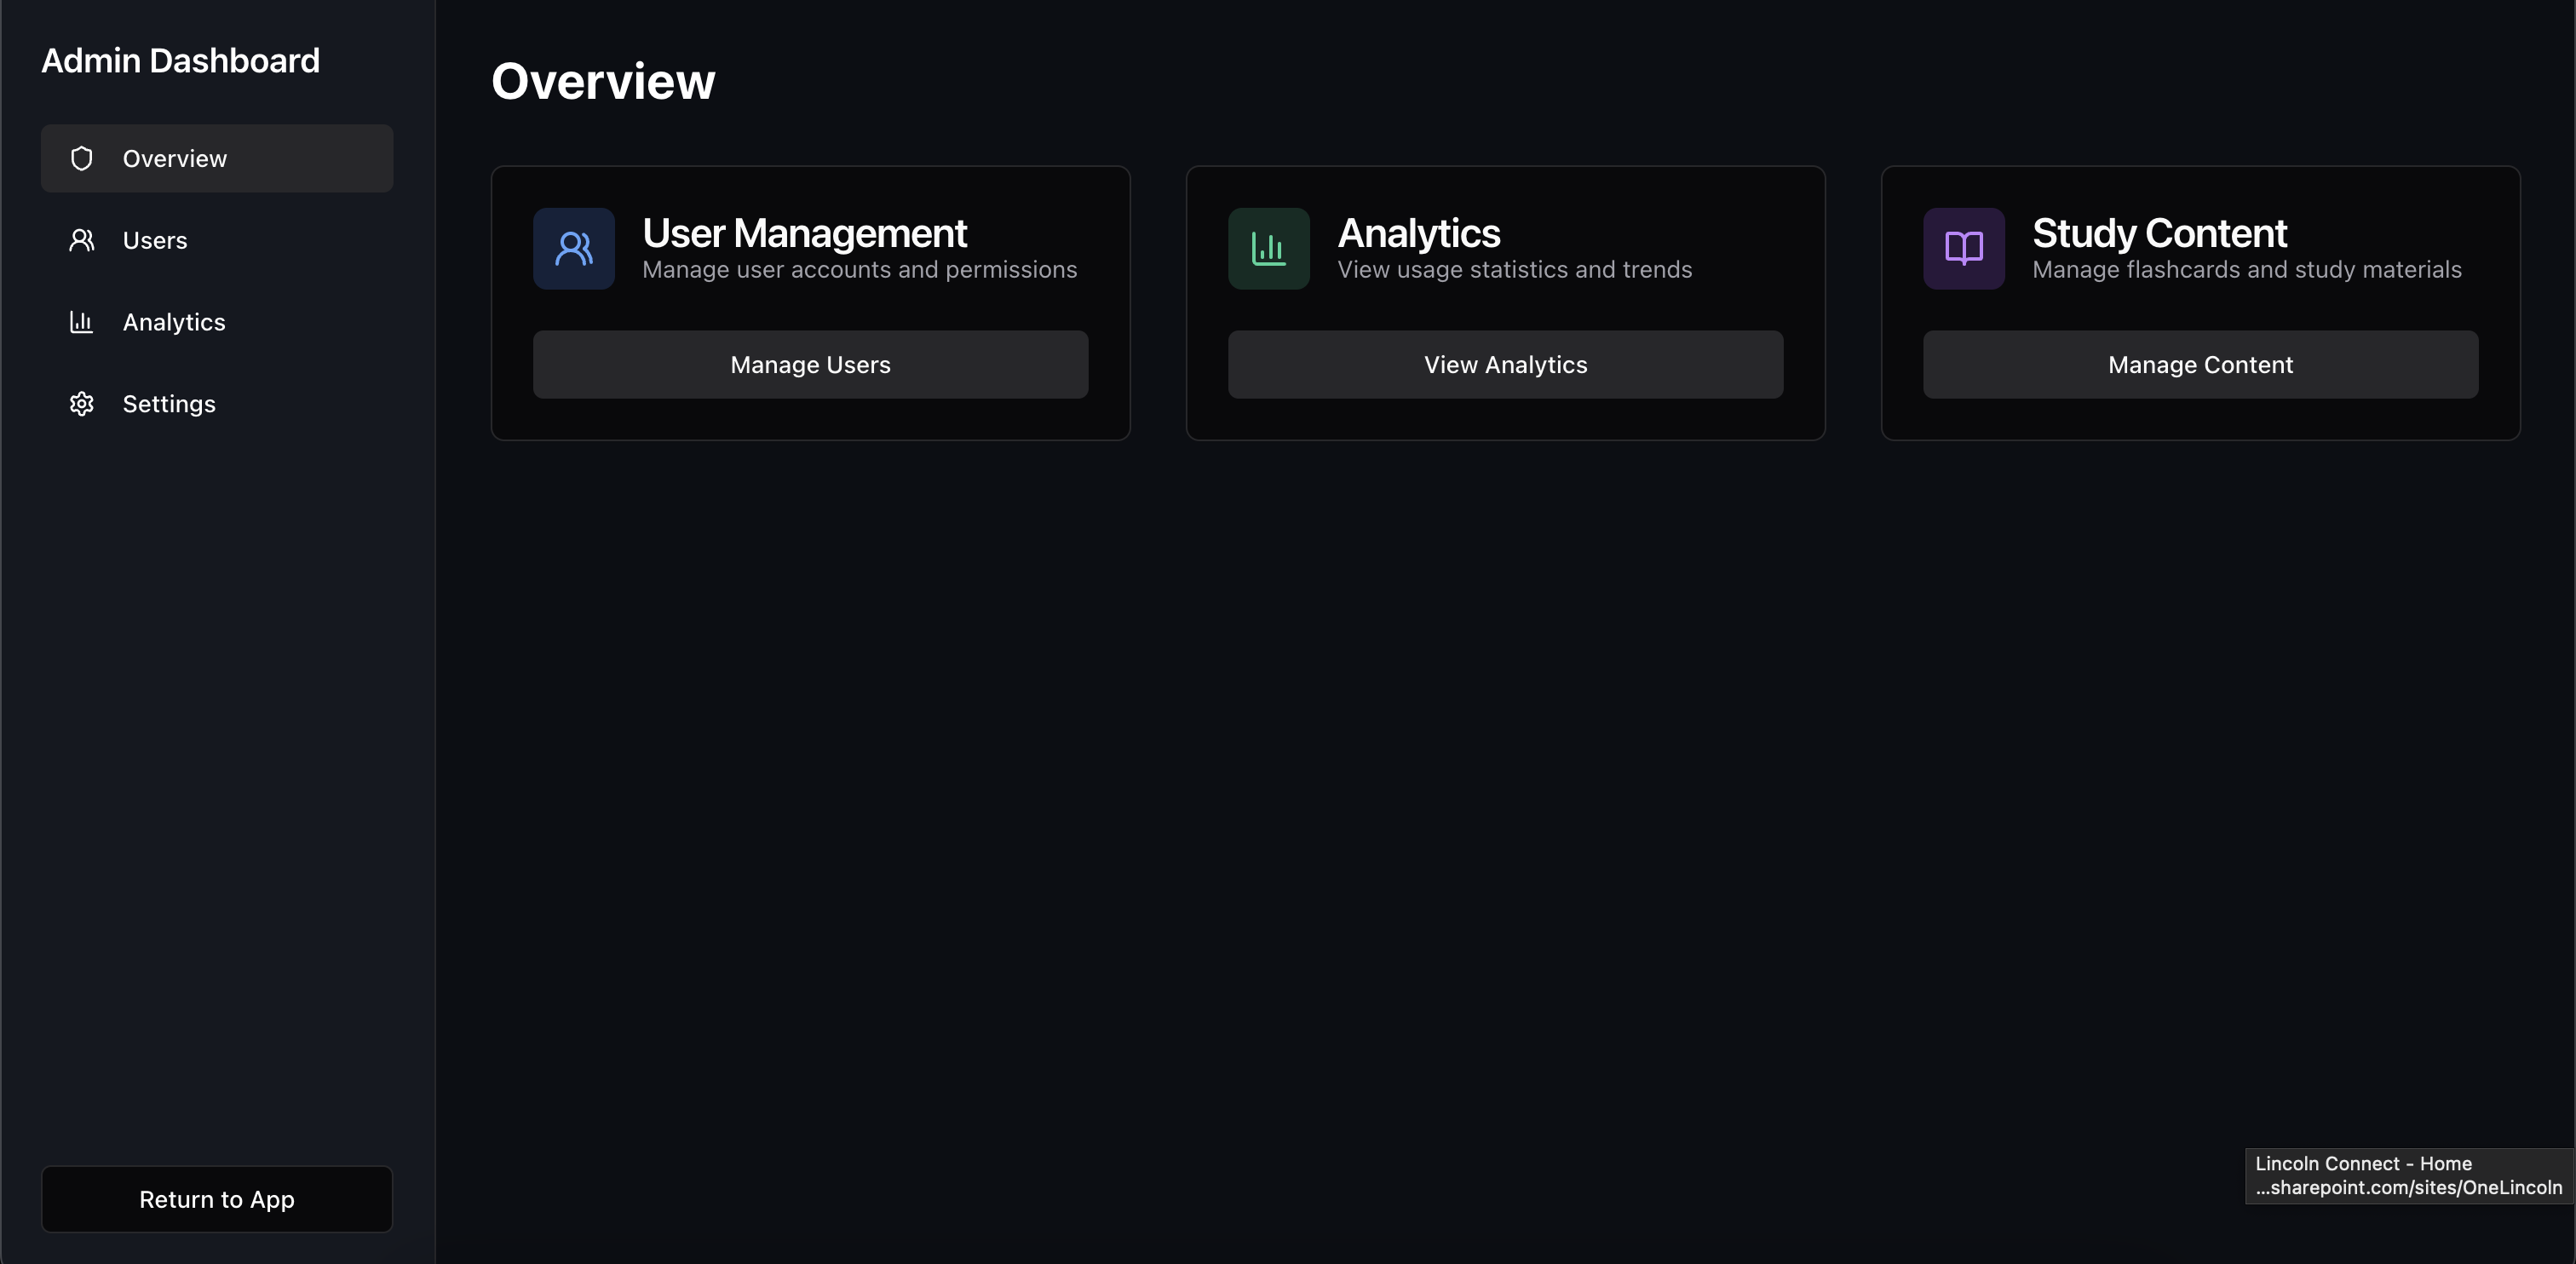 Admin Dashboard
Overview
Users
Analytics
Settings
Return to App
Overview
User Management
Manage user accounts and permissions
Manage Users
Analytics
View usage statistics and trends
View Analytics
Study Content
Manage flashcards and study materials
Manage Content
Lincoln Connect - Home
...sharepoint.com/sites/OneLincoln